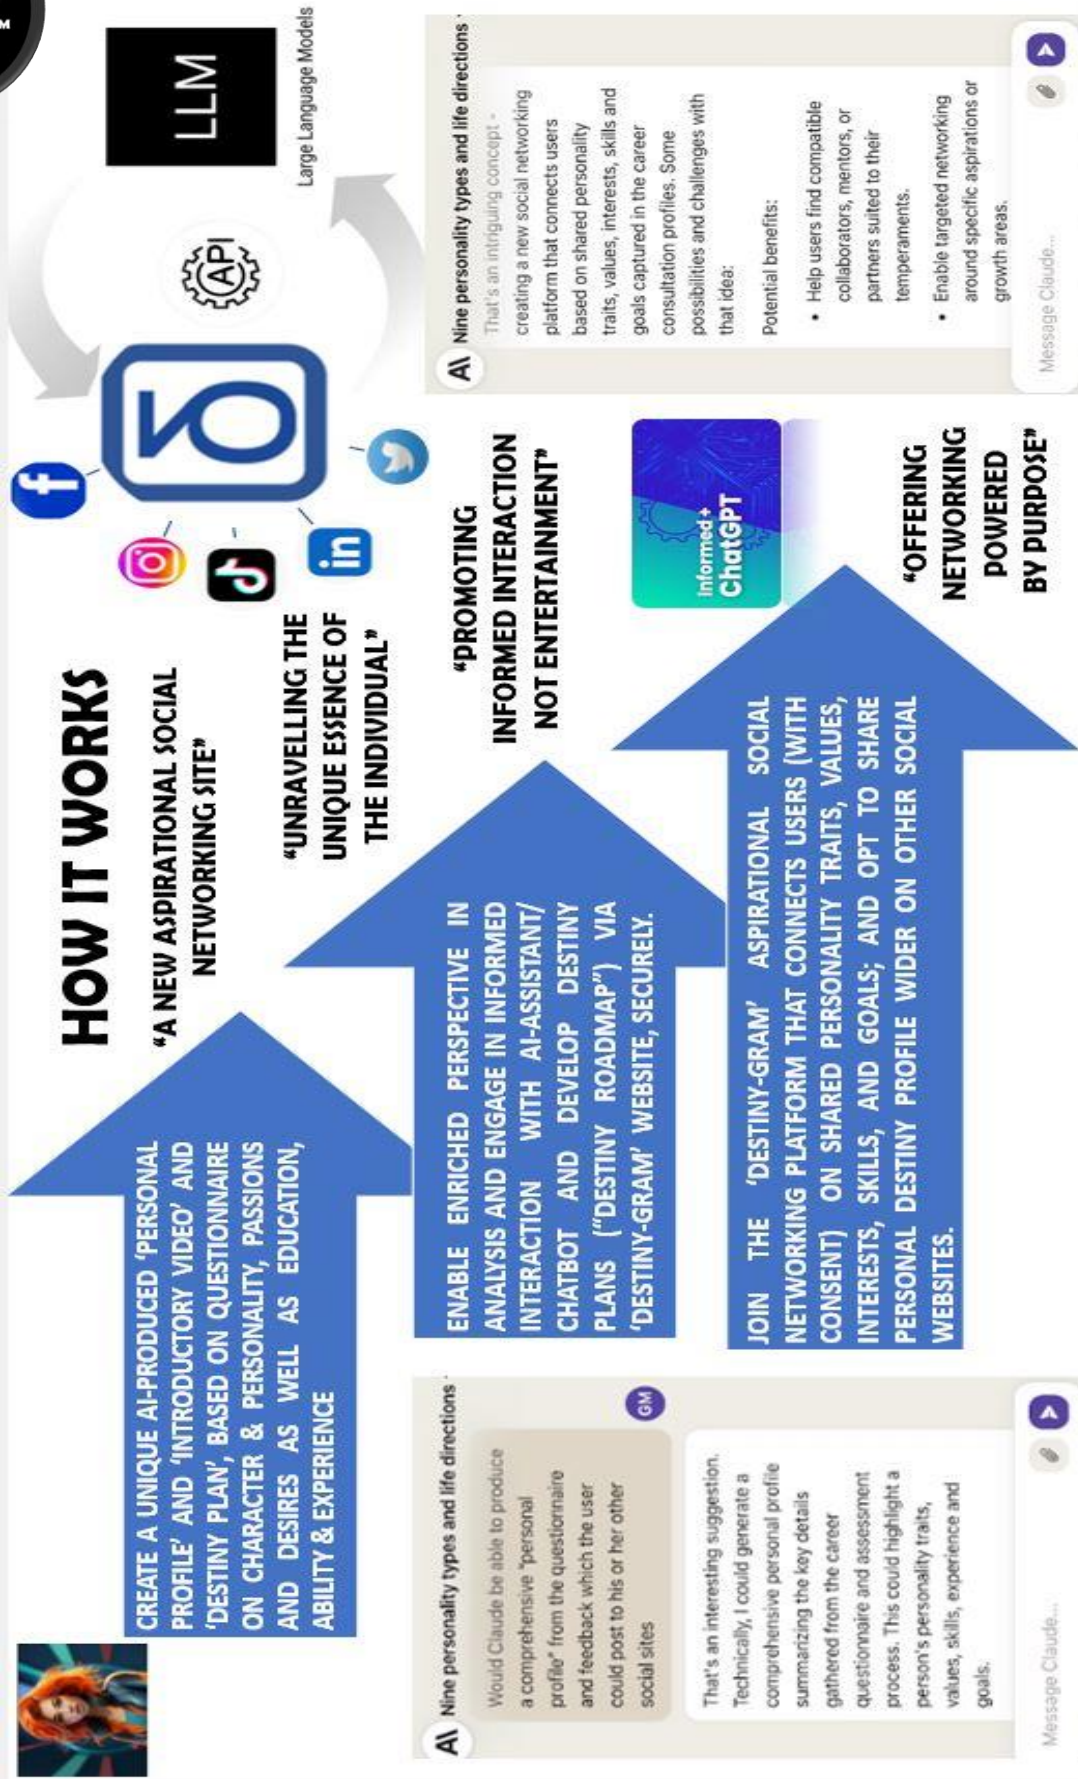 HOW IT WORKS
"A NEW ASPIRATIONAL SOCIAL
NETWORKING SITE"
"UNRAVELLING THE
UNIQUE ESSENCE OF
THE INDIVIDUAL"
"PROMOTING
INFORMED INTERACTION
NOT ENTERTAINMENT"
"OFFERING
NETWORKING
POWERED
BY PURPOSE"
CREATE A UNIQUE AI-PRODUCED 'PERSONAL
PROFILE' AND 'INTRODUCTORY VIDEO' AND
'DESTINY PLAN', BASED ON QUESTIONNAIRE
ON CHARACTER & PERSONALITY, PASSIONS
AND DESIRES AS WELL AS EDUCATION,
ABILITY & EXPERIENCE
ENABLE ENRICHED PERSPECTIVE IN
ANALYSIS AND ENGAGE IN INFORMED
INTERACTION WITH AI-ASSISTANT/
CHATBOT AND DEVELOP DESTINY
PLANS ("DESTINY ROADMAP") VIA
'DESTINY-GRAM' WEBSITE, SECURELY.
JOIN THE 'DESTINY-GRAM' ASPIRATIONAL SOCIAL
NETWORKING PLATFORM THAT CONNECTS USERS (WITH
CONSENT) ON SHARED PERSONALITY TRAITS, VALUES,
INTERESTS, SKILLS, AND GOALS; AND OPT TO SHARE
PERSONAL DESTINY PROFILE WIDER ON OTHER SOCIAL
WEBSITES.
f
in
API
LLM
Large Language Models
M
Informed +
ChatGPT
A\ Nine personality types and life directions
Would Claude be able to produce
a comprehensive "personal
profile" from the questionnaire
and feedback which the user
could post to his or her other
social sites
GM
That's an interesting suggestion.
Technically, I could generate a
comprehensive personal profile
summarizing the key details
gathered from the career
questionnaire and assessment
process. This could highlight a
person's personality traits,
values, skills, experience and
goals.
Message Claude...
A\ Nine personality types and life directions
That's an intriguing concept -
creating a new social networking
platform that connects users
based on shared personality
traits, values, interests, skills and
goals captured in the career
consultation profiles. Some
possibilities and challenges with
that idea:
Potential benefits:
• Help users find compatible
collaborators, mentors, or
partners suited to their
temperaments.
• Enable targeted networking
around specific aspirations or
growth areas.
Message Claude...